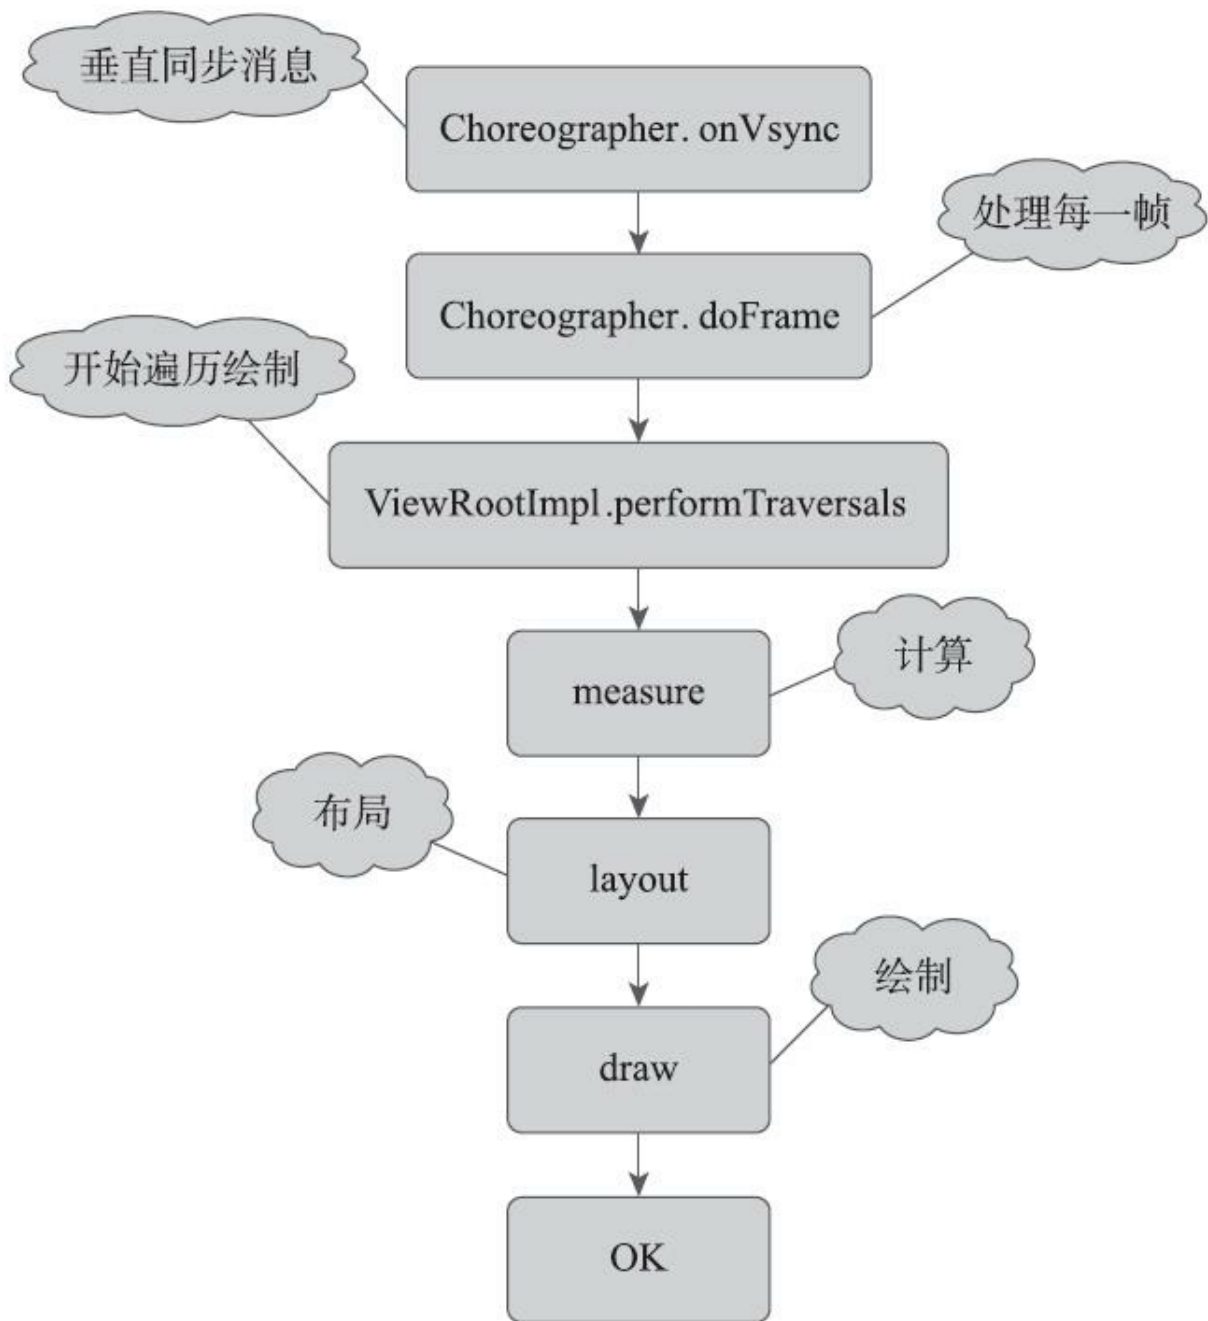 垂直同步消息
Choreographer. onVsync
处理每一帧
Choreographer. doFrame
开始遍历绘制
ViewRootImpl.performTraversals
计算
measure
布局
layout
绘制
draw
OK